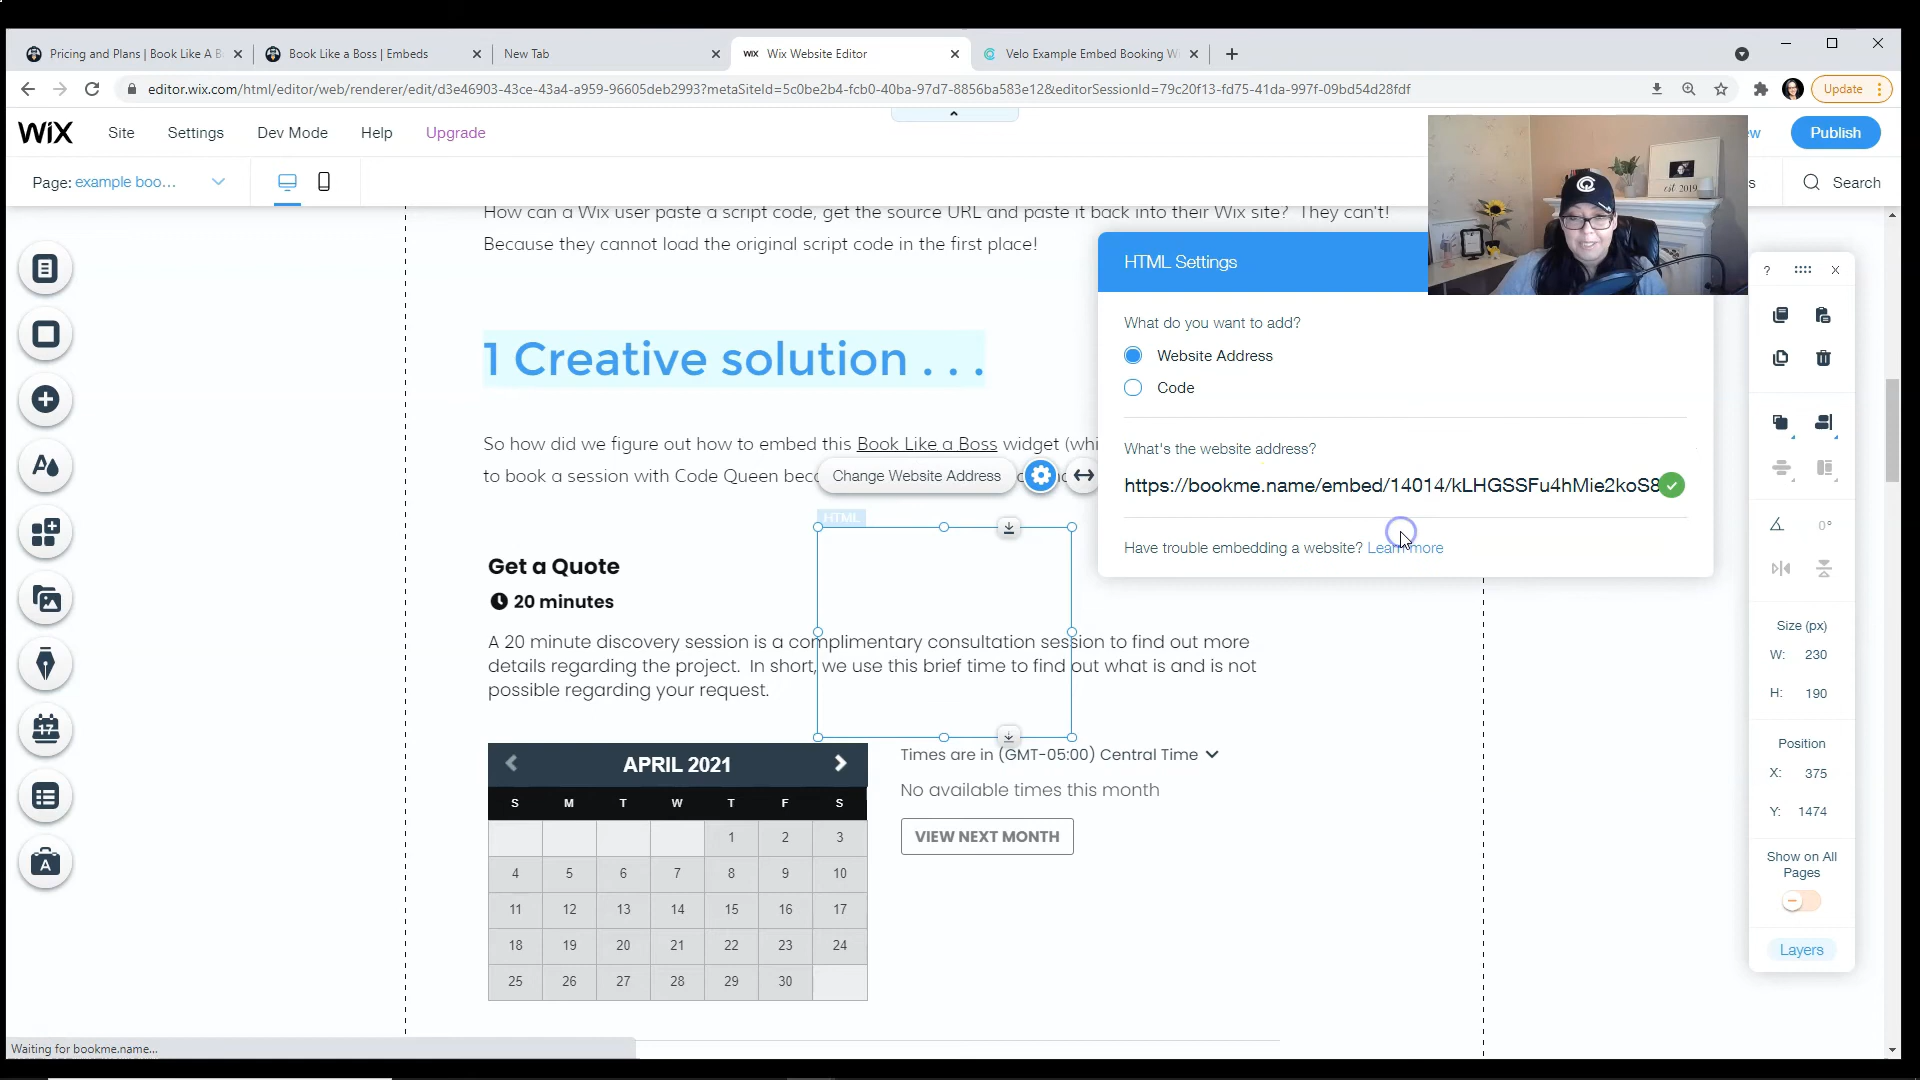 Pricing and Plans | Book Like A B
Book Like a Boss | Embeds
New Tab
WIX Wix Website Editor
Velo Example Embed Booking Wi
editor.wix.com/html/editor/web/renderer/edit/d3e46903-43ce-43a4-a959-96605deb2993?metaSiteId=5c0be2b4-fcb0-40ba-97d7-8856ba583e12&editorSessionId=79c20f13-fd75-41da-997f-09bd54d28fdf
Update
WiX Site Settings Dev Mode Help Upgrade
Publish
Page: example boo...
Search
est 2019
How can a Wix user paste a script code, get the source URL and paste it back into their Wix site? They can't!
Because they cannot load the original script code in the first place!
HTML Settings
What do you want to add?
Website Address
Code
What's the website address?
https://bookme.name/embed/14014/kLHGSSFu4hMie2koS8
Have trouble embedding a website? Learn more
1 Creative solution . . .
So how did we figure out how to embed this Book Like a Boss widget (whi
to book a session with Code Queen bec
Change Website Address
HTML
Get a Quote
20 minutes
A 20 minute discovery session is a complimentary consultation session to find out more
details regarding the project. In short, we use this brief time to find out what is and is not
possible regarding your request.
APRIL 2021
S M T W T F S
1 2 3
4 5 6 7 8 9 10
11 12 13 14 15 16 17
18 19 20 21 22 23 24
25 26 27 28 29 30
Times are in (GMT-05:00) Central Time
No available times this month
VIEW NEXT MONTH
?
x
0°
Size (px)
W: 230
H: 190
Position
X: 375
Y: 1474
Show on All
Pages
Layers
17
A
Waiting for bookme.name...